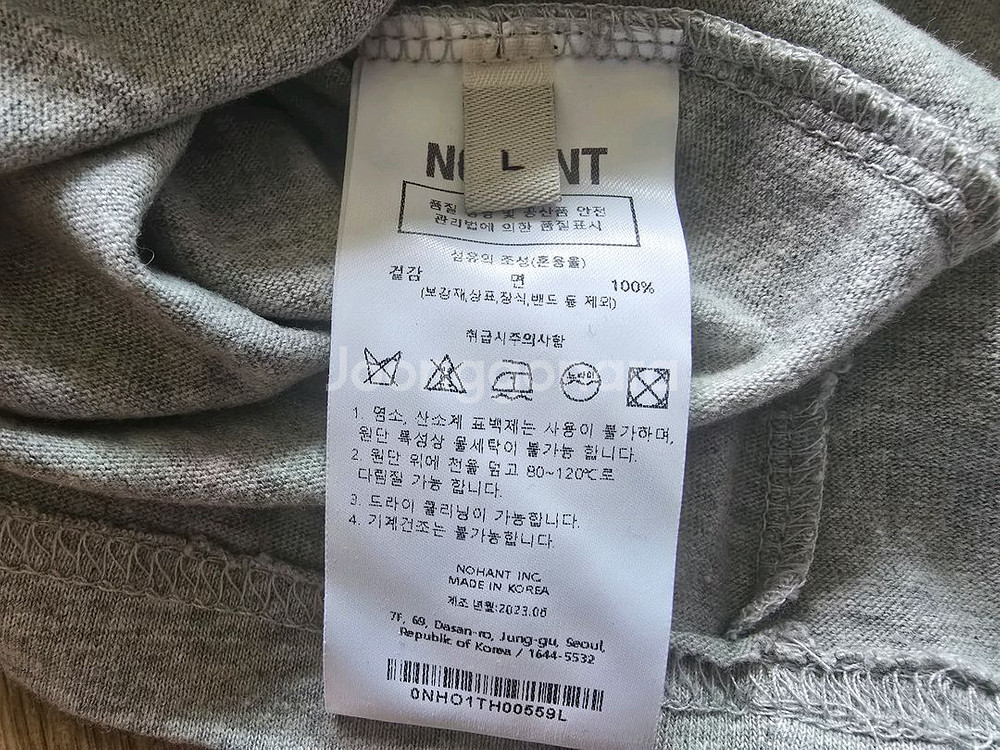 L
품질 경영 및 공산품 안전
관리법에 의한 품질표시
섬유의 조성(혼용율)
겉감 면 100%
(보강재,상표,장식,밴드 등 제외)
취급시주의사항
Joongonara
드라이
1. 염소, 산소계 표백제는 사용이 불가하며,
원단 특성상 물세탁이 불가능 합니다.
2. 원단 위에 천을 덮고 80~120℃로
다림질 가능 합니다.
3. 드라이 클리닝이 가능합니다.
4. 기계건조는 불가능합니다.
NOHANT INC.
MADE IN KOREA
제조 년월:2023.06
7F, 69, Dasan-ro, Jung-gu, Seoul,
Republic of Korea / 1644-5532
0NHO1TH00559L